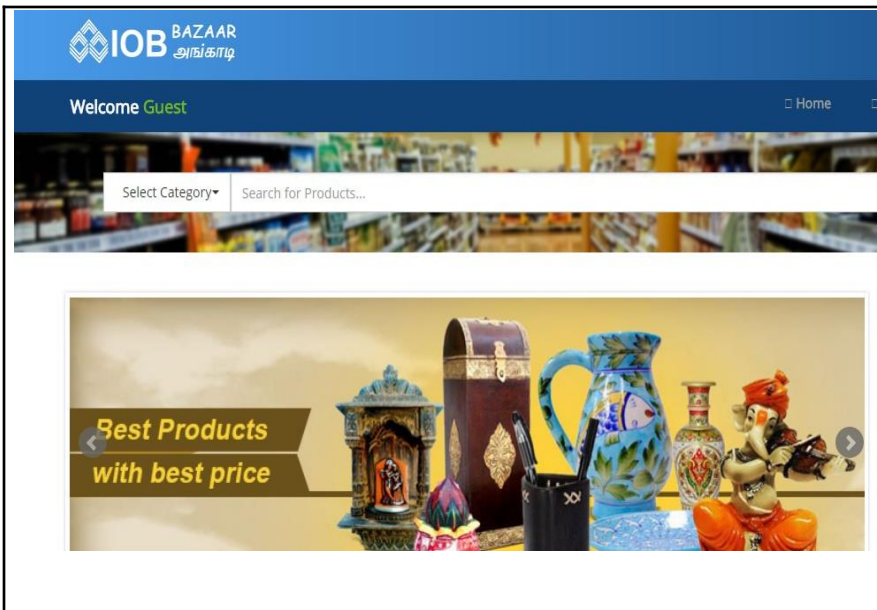 IOB BAZAAR
அங்காடி
Welcome Guest
Home
Select Category
Search for Products...
Best Products
with best price